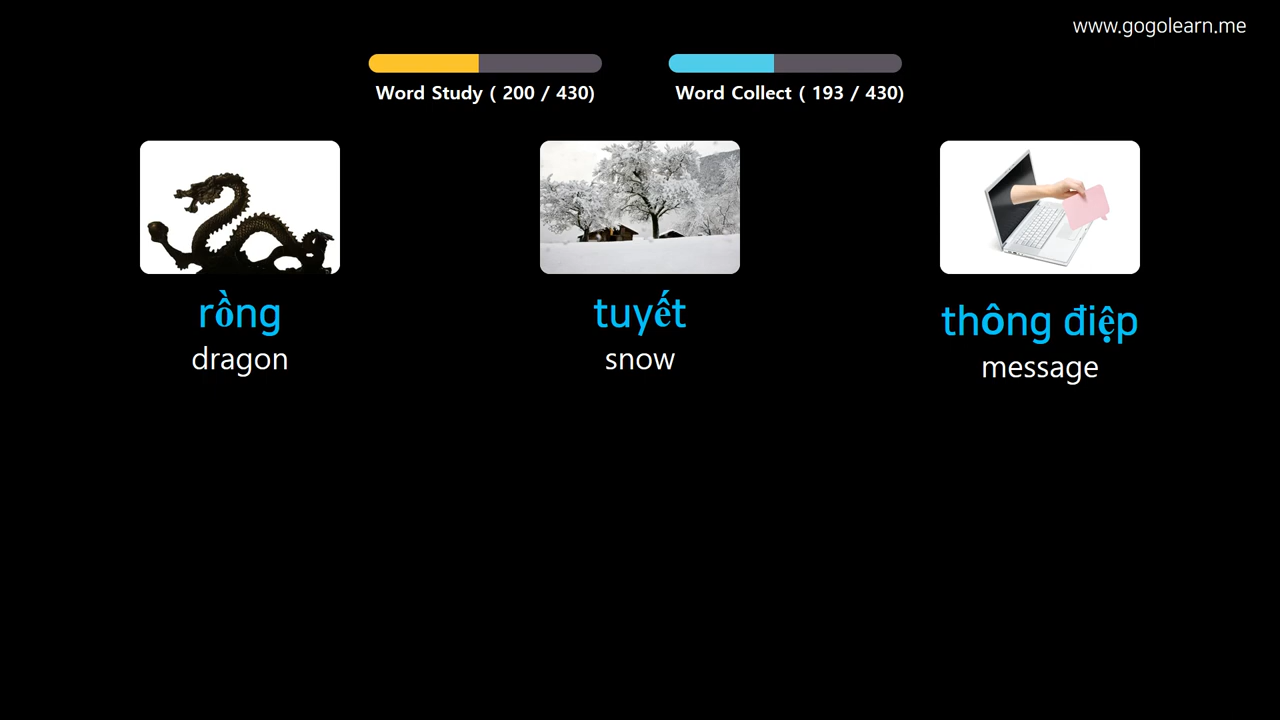 www.gogolearn.me
Word Study ( 200 / 430)
Word Collect ( 193 / 430)
rồng
dragon
tuyết
snow
thông điệp
message